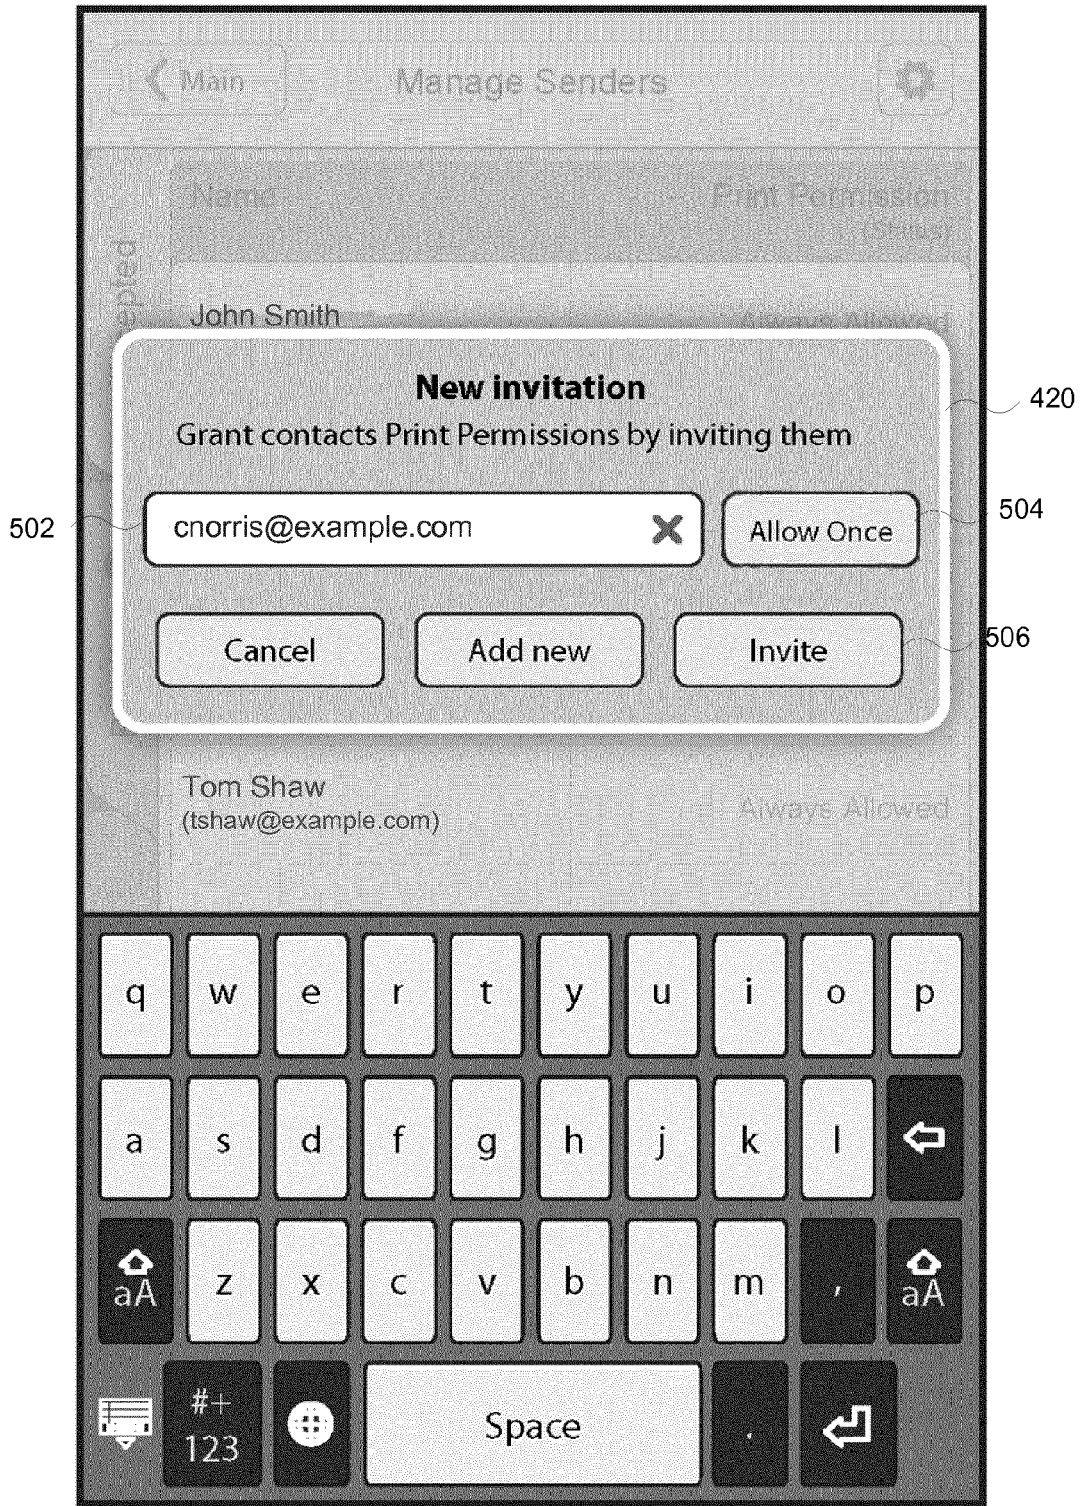 Main
Manage Senders
Name
Print Permission
(Status)
John Smith
Always Allowed
New invitation
Grant contacts Print Permissions by inviting them
420
502
cnorris@example.com
Allow Once
504
Cancel
Add new
Invite
506
Tom Shaw
(tshaw@example.com)
Always Allowed
q w e r t y u i o p
a s d f g h j k l
aA z x c v b n m , aA
#+
123
Space
.